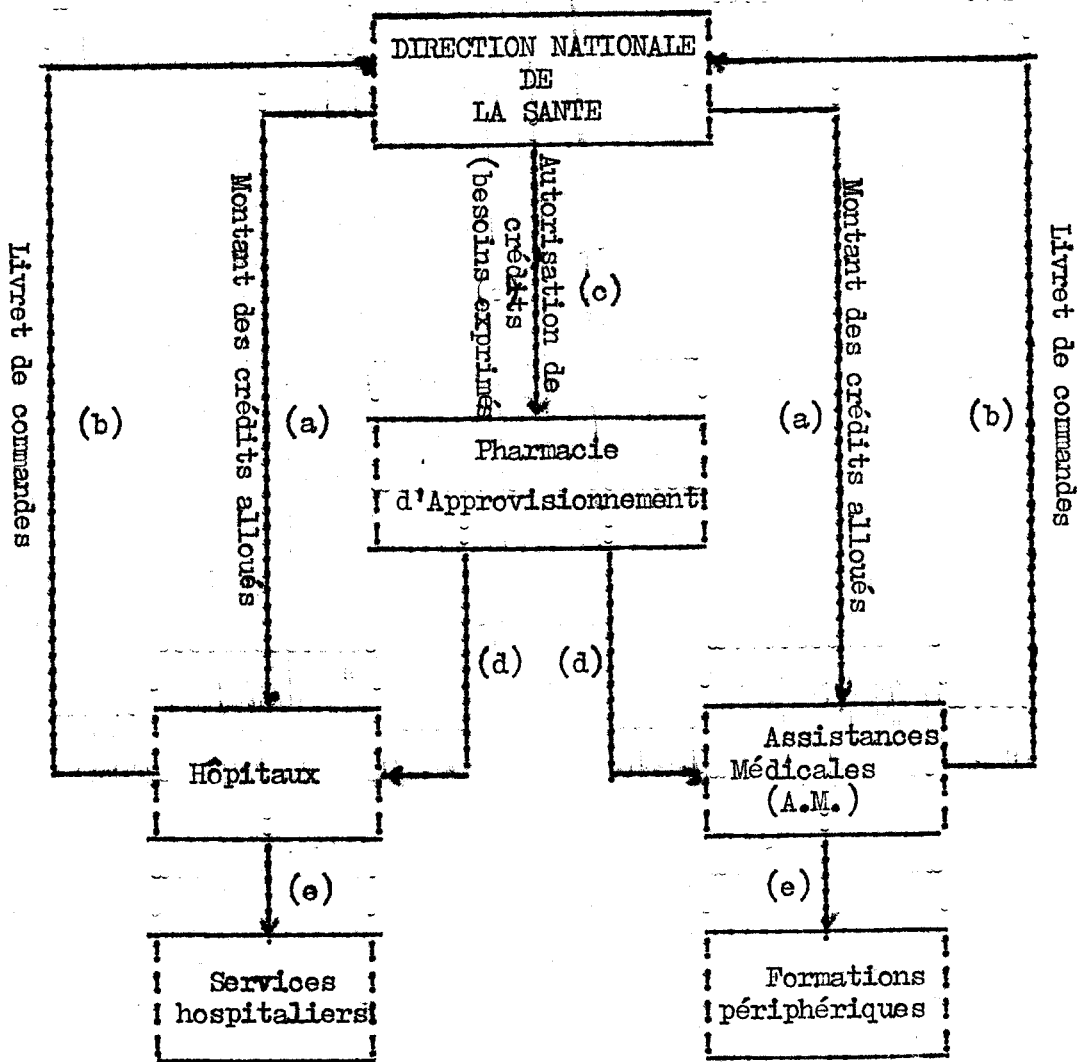 DIRECTION NATIONALE
DE
LA SANTE
Livret de commandes
(b)
Montant des crédits alloués
(a)
Autorisation de
crédits
(besoins exprimés
(c)
Montant des crédits alloués
(a)
Livret de commandes
(b)
Pharmacie
d'Approvisionnement
(d)
(d)
Hôpitaux
Assistances
Médicales
(A.M.)
(e)
(e)
Services
hospitaliers
Formations
périphériques